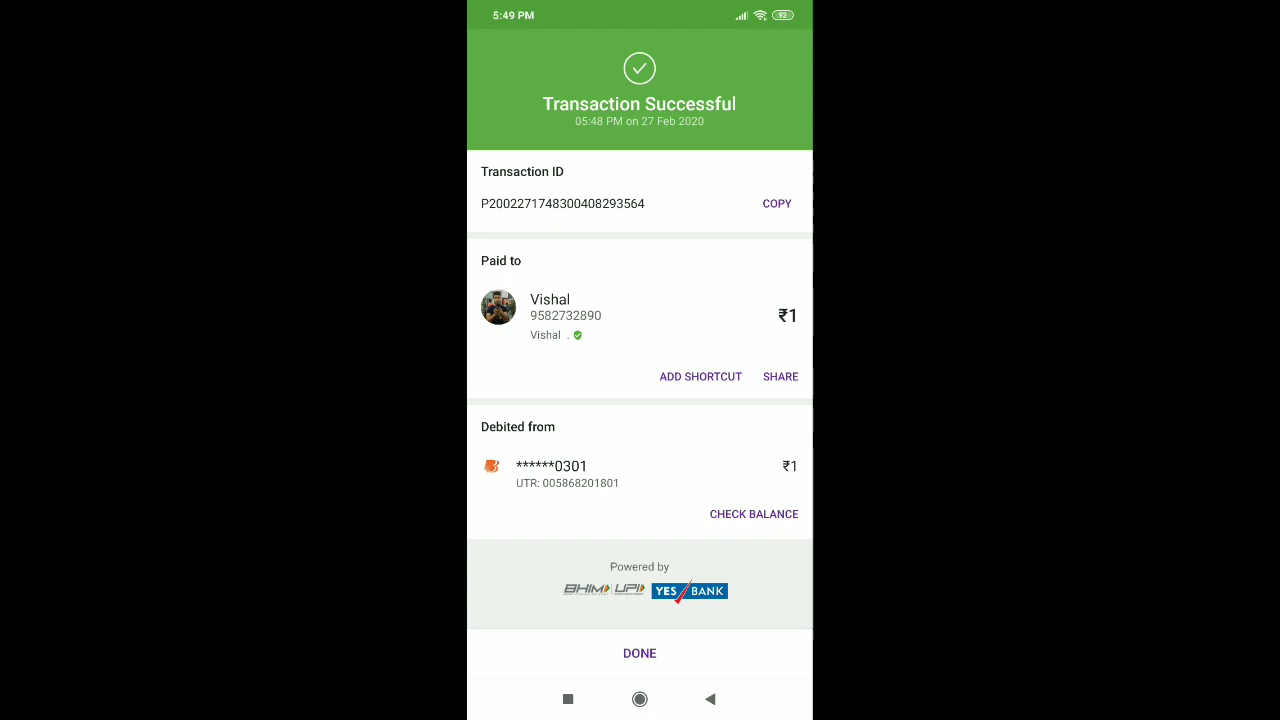 5:49 PM
92
Transaction Successful
05:48 PM on 27 Feb 2020
Transaction ID
P2002271748300408293564 COPY
Paid to
Vishal
9582732890 ₹1
Vishal .
ADD SHORTCUT SHARE
Debited from
******0301 ₹1
UTR: 005868201801
CHECK BALANCE
Powered by
BHIM UPI YES BANK
DONE